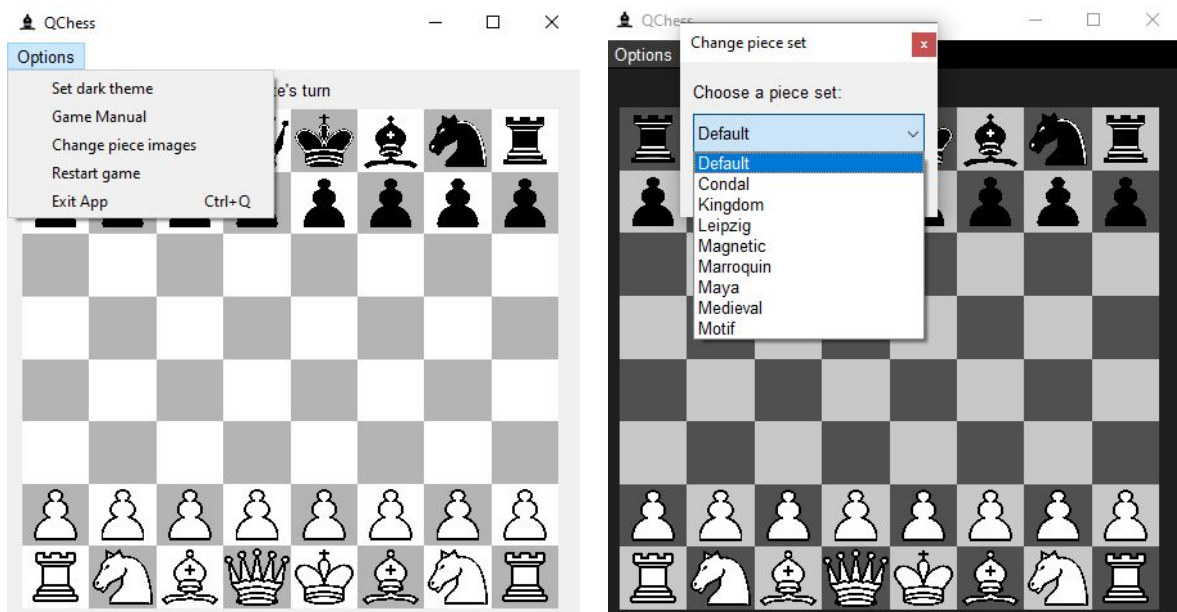 QChess
Options
Set dark theme
Game Manual
Change piece images
Restart game
Exit App Ctrl+Q
e's turn
Options
Change piece set
x
Choose a piece set:
Default
Default
Condal
Kingdom
Leipzig
Magnetic
Marroquin
Maya
Medieval
Motif